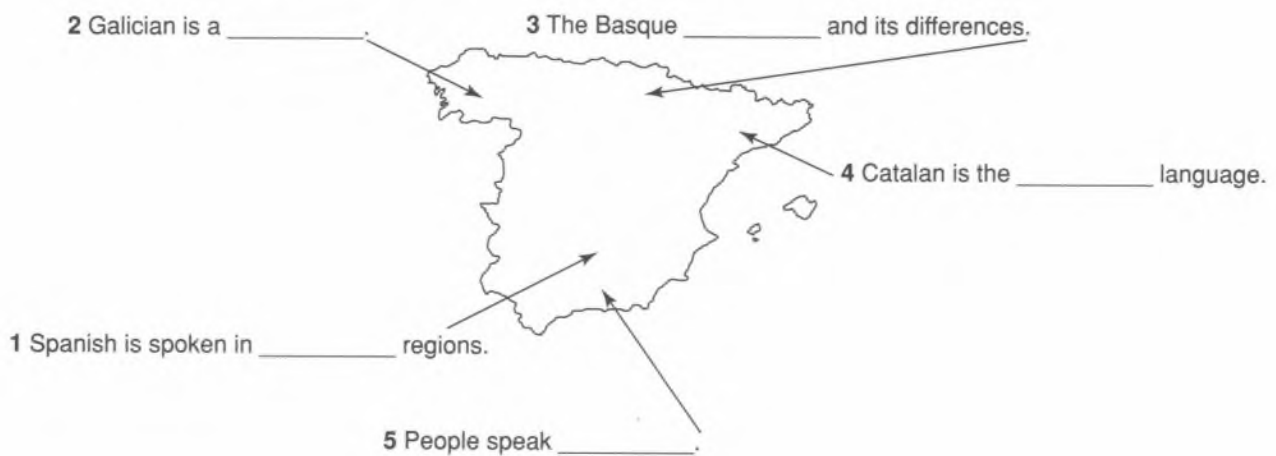 2 Galician is a __________.
3 The Basque __________ and its differences.
4 Catalan is the __________ language.
1 Spanish is spoken in __________ regions.
5 People speak __________.